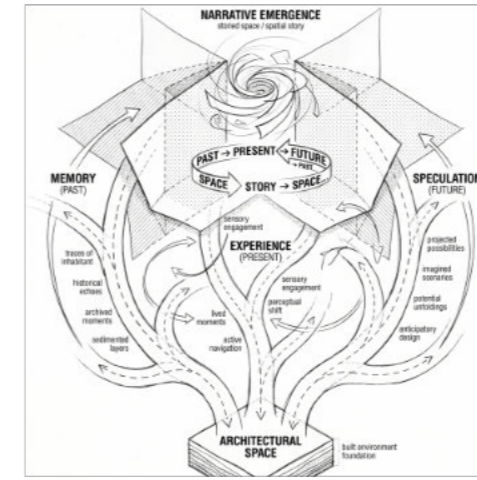 NARRATIVE EMERGENCE
storied space / spatial story
PAST → PRESENT → FUTURE
→ PAST
SPACE → STORY → SPACE
MEMORY
(PAST)
SPECULATION
(FUTURE)
sensory
engagement
EXPERIENCE
(PRESENT)
traces of
inhabitant
historical
echoes
archived
moments
sedimented
layers
lived
moments
active
navigation
sensory
engagement
perceptual
shift
projected
possibilities
imagined
scenarios
potential
unfoldings
anticipatory
design
ARCHITECTURAL
SPACE
built environment
foundation